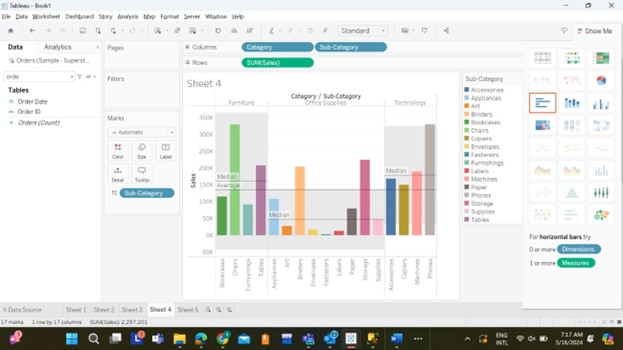 Tableau - Book1
File Data Worksheet Dashboard Story Analysis Map Format Server Window Help
Standard
Show Me
Data Analytics
Orders (Sample - Superst...
orde
Tables
Order Date
Order ID
Orders (Count)
Pages
Filters
Marks
Automatic
Color Size Label
Detail Tooltip
Sub-Category
Columns Category Sub-Category
Rows SUM(Sales)
Sheet 4
Category / Sub-Category
Furniture Office Supplies Technology
Sales
350K
300K
250K
200K
150K
100K
50K
0K
-50K
Median
Average
Median
Median
Bookcases
Chairs
Furnishings
Tables
Appliances
Art
Binders
Envelopes
Fasteners
Labels
Paper
Storage
Supplies
Accessories
Copiers
Machines
Phones
Sub-Category
Accessories
Appliances
Art
Binders
Bookcases
Chairs
Copiers
Envelopes
Fasteners
Furnishings
Labels
Machines
Paper
Phones
Storage
Supplies
Tables
For horizontal bars try
0 or more Dimensions
1 or more Measures
Data Source Sheet 1 Sheet 2 Sheet 3 Sheet 4 Sheet 5
17 marks 1 row by 17 columns SUM(Sales): 2,297,201
ENG
INTL
7:17 AM
5/16/2024